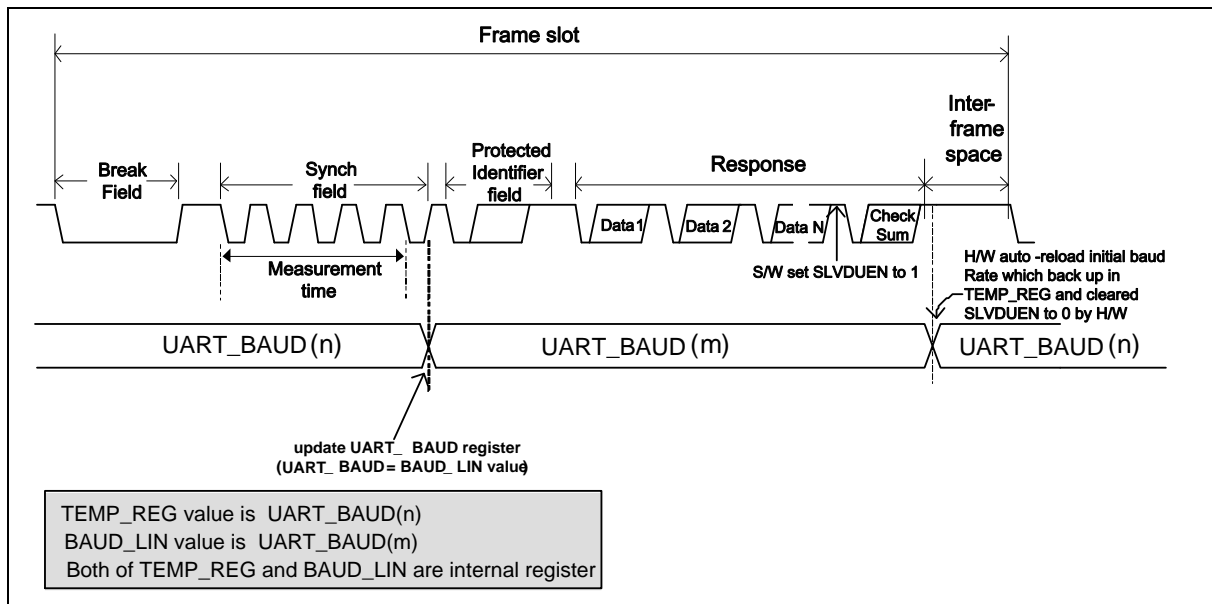 Frame slot
Inter-
frame
space
Break
Field
Synch
field
Protected
Identifier
field
Response
Data 1
Data 2
Data N
Check
Sum
Measurement
time
S/W set SLVDUEN to 1
H/W auto -reload initial baud
Rate which back up in
TEMP_REG and cleared
SLVDUEN to 0 by H/W
UART_BAUD (n)
UART_BAUD (m)
UART_BAUD (n)
update UART_ BAUD register
(UART_ BAUD = BAUD_ LIN value)
TEMP_REG value is UART_BAUD(n)
BAUD_LIN value is UART_BAUD(m)
Both of TEMP_REG and BAUD_LIN are internal register